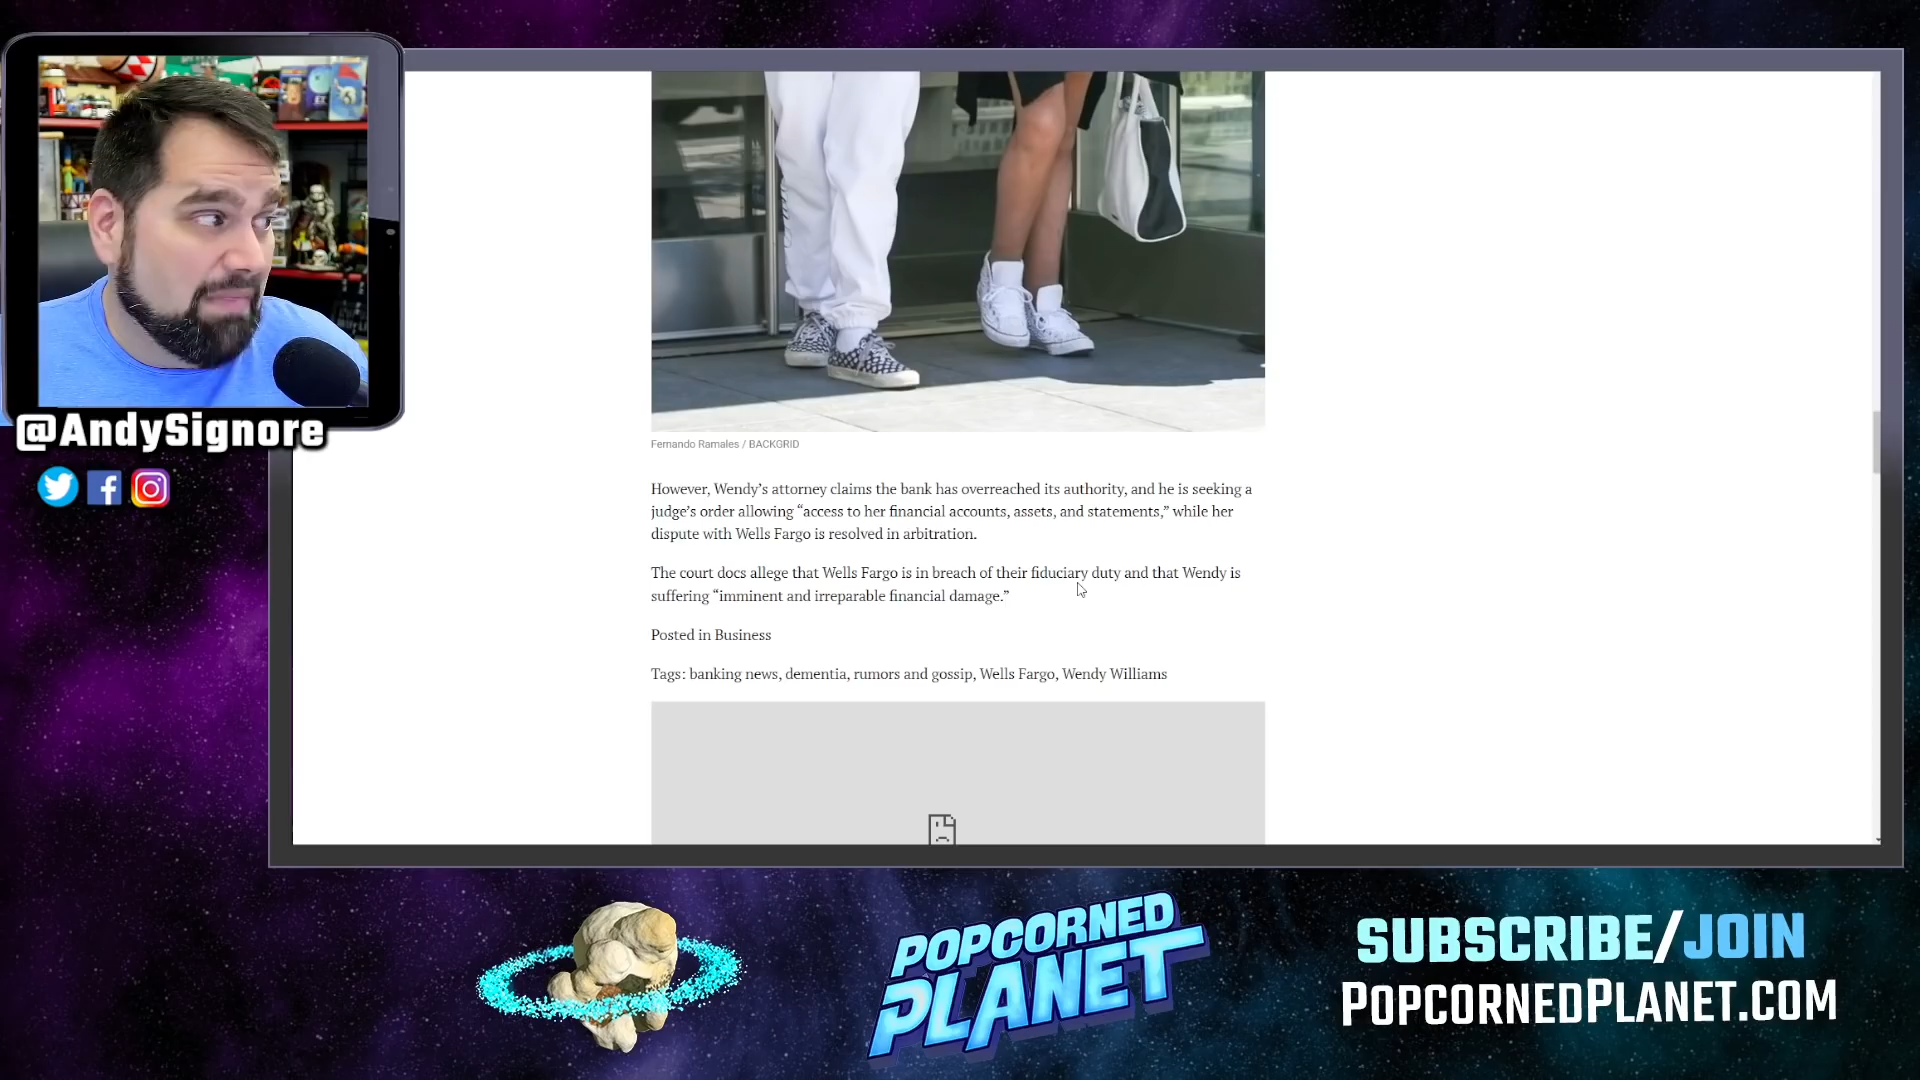 @AndySignore
Fernando Ramales / BACKGRID
However, Wendy’s attorney claims the bank has overreached its authority, and he is seeking a
judge’s order allowing “access to her financial accounts, assets, and statements,” while her
dispute with Wells Fargo is resolved in arbitration.
The court docs allege that Wells Fargo is in breach of their fiduciary duty and that Wendy is
suffering “imminent and irreparable financial damage.”
Posted in Business
Tags: banking news, dementia, rumors and gossip, Wells Fargo, Wendy Williams
POPCORNED
PLANET
SUBSCRIBE/JOIN
POPCORNEDPLANET.COM